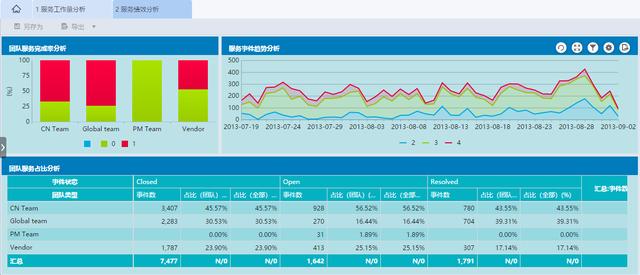 1 服务工作量分析 2 服务绩效分析
另存为 导出
团队服务完成率分析
(%)
100
75
50
25
0
CN Team Global team PM Team Vendor
0 1
服务事件趋势分析
500
400
300
200
100
0
2013-07-19 2013-07-24 2013-07-29 2013-08-03 2013-08-08 2013-08-13 2013-08-18 2013-08-23 2013-08-28 2013-09-02
2 3 4
团队服务占比分析
事件状态 Closed Open Resolved 汇总:事件数
团队类型 事件数 占比（团队）... 占比（全部）... 事件数 占比（团队）(... 占比（全部）... 事件数 占比（团队)... 占比（全部）(%)
CN Team 3,407 45.57% 45.57% 928 56.52% 56.52% 780 43.55% 43.55%
Global team 2,283 30.53% 30.53% 270 16.44% 16.44% 704 39.31% 39.31%
PM Team 0.00% 0.00% 31 1.89% 1.89% 0.00% 0.00%
Vendor 1,787 23.90% 23.90% 413 25.15% 25.15% 307 17.14% 17.14%
汇总 7,477 N/0 N/0 1,642 N/0 N/0 1,791 N/0 N/0